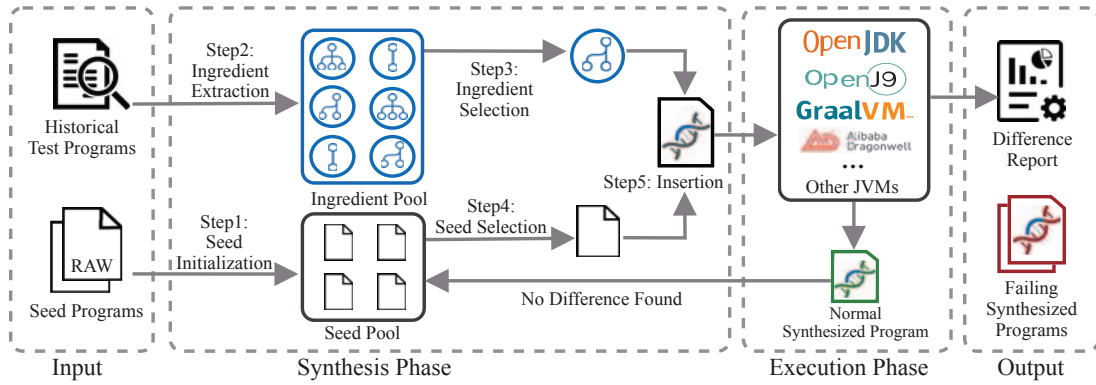 Historical
Test Programs
RAW
Seed Programs
Input
Step2:
Ingredient
Extraction
Step1:
Seed
Initialization
Ingredient Pool
Seed Pool
Step3:
Ingredient
Selection
Step4:
Seed Selection
Step5: Insertion
No Difference Found
Synthesis Phase
OpenJDK
OpenJ9
GraalVM
Alibaba
Dragonwell
...
Other JVMs
Normal
Synthesized Program
Execution Phase
Difference
Report
Failing
Synthesized
Programs
Output